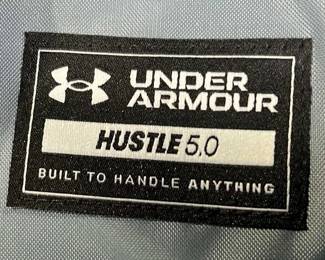 UNDER
ARMOUR
HUSTLE 5.0
BUILT TO HANDLE ANYTHING